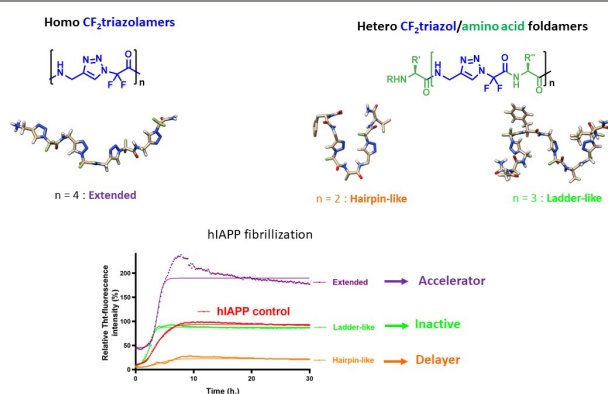 Homo CF2triazolamers
Hetero CF2triazol/amino acid foldamers
H
N
N=N
N
O
F F
n
RHN
R'
O
H
N
N=N
N
O
F F
N
H
R"
O
n
n = 4 : Extended
n = 2 : Hairpin-like
n = 3 : Ladder-like
hIAPP fibrillization
Relative Tht-fluorescence
intensity (%)
200
150
100
50
0
0
10
20
30
Time (h.)
hIAPP control
Extended
Accelerator
Ladder-like
Inactive
Hairpin-like
Delayer